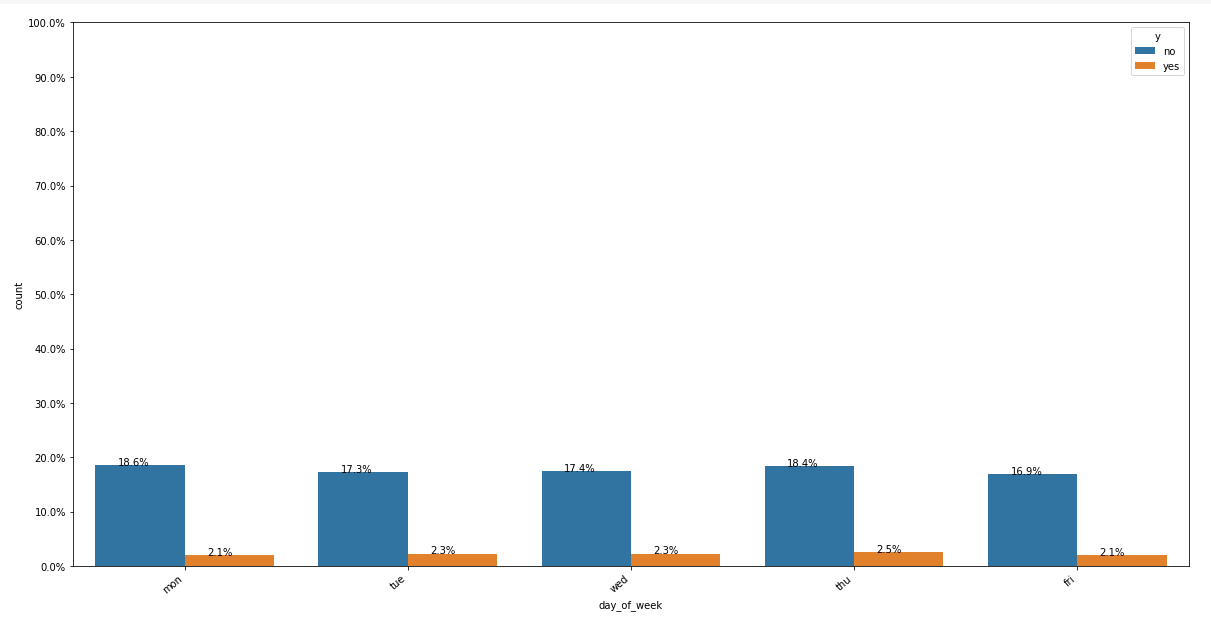 100.0%
90.0%
80.0%
70.0%
60.0%
50.0%
40.0%
30.0%
20.0%
10.0%
0.0%
count
y
no
yes
18.6%
2.1%
17.3%
2.3%
17.4%
2.3%
18.4%
2.5%
16.9%
2.1%
mon
tue
wed
thu
fri
day_of_week